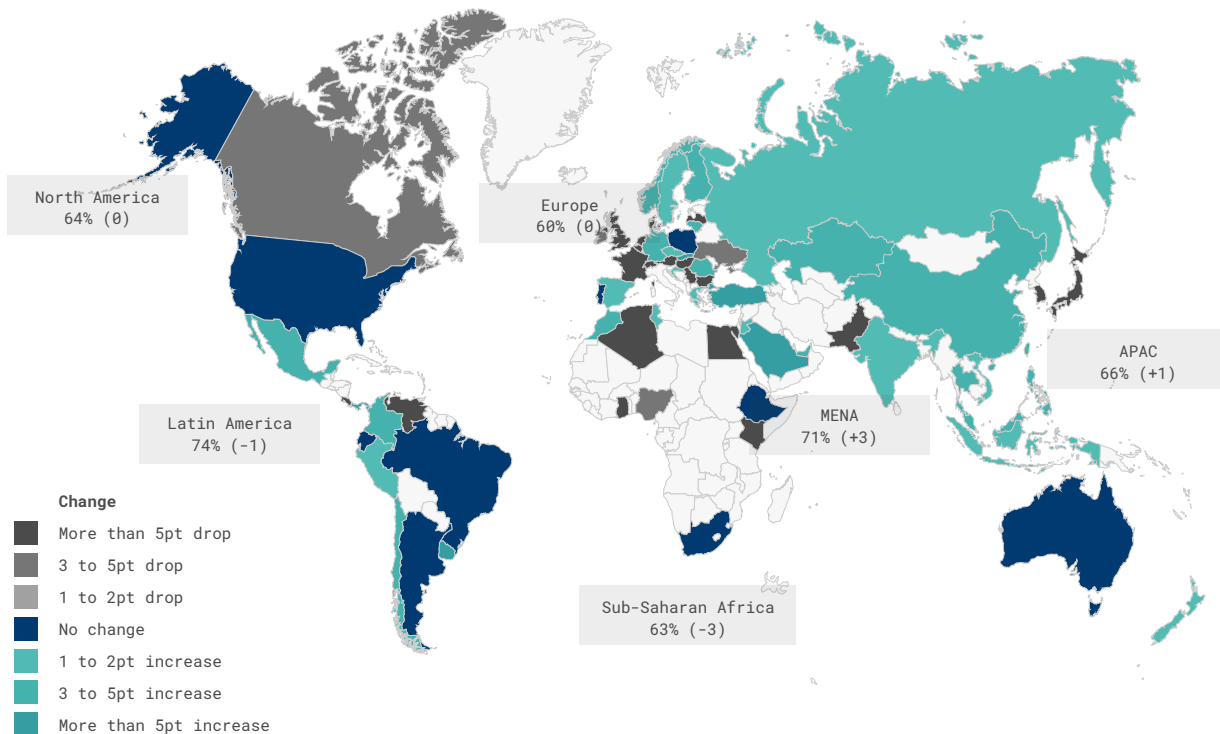 North America
64% (0)
Europe
60% (0)
APAC
66% (+1)
Latin America
74% (-1)
MENA
71% (+3)
Sub-Saharan Africa
63% (-3)
Change
More than 5pt drop
3 to 5pt drop
1 to 2pt drop
No change
1 to 2pt increase
3 to 5pt increase
More than 5pt increase